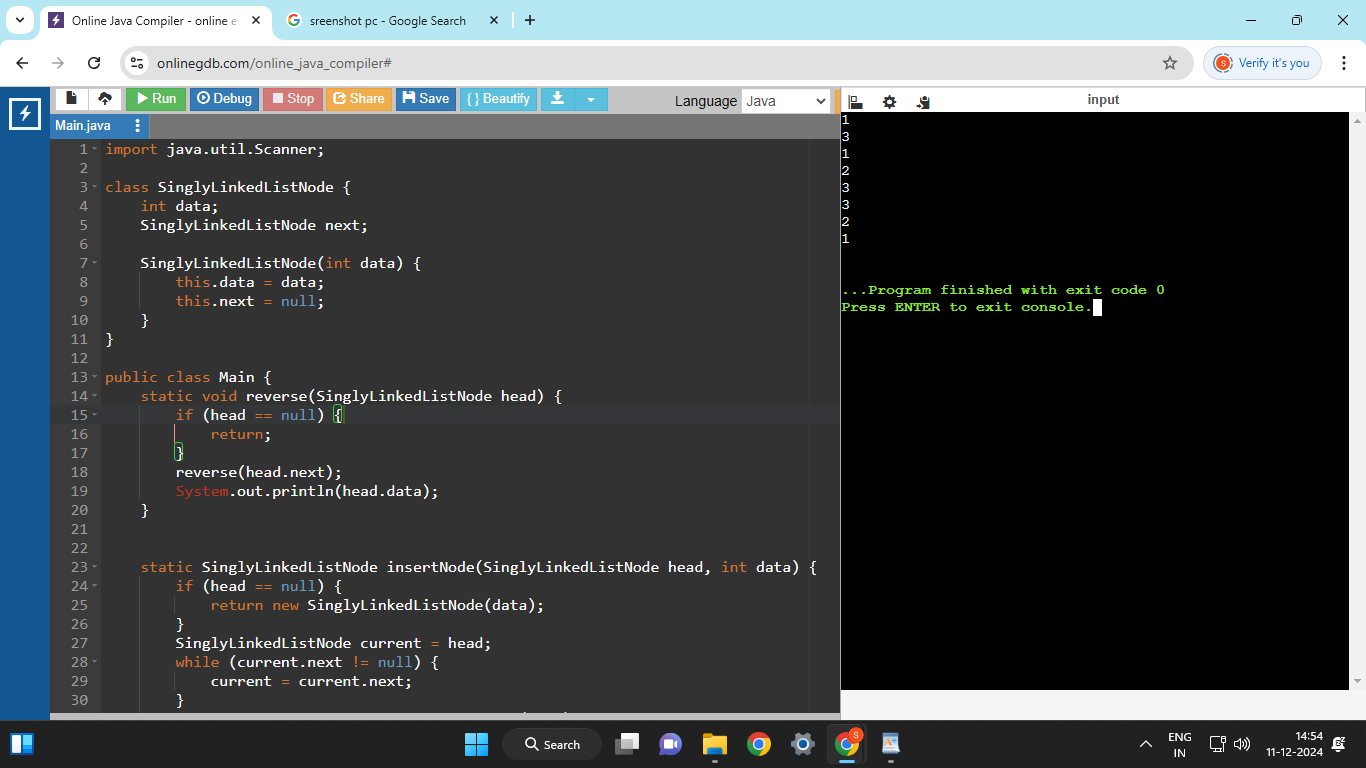 Online Java Compiler - online e
sreenshot pc - Google Search
onlinegdb.com/online_java_compiler#
Verify it's you
Run Debug Stop Share Save { } Beautify Language Java
input
Main.java
1 import java.util.Scanner;
2
3 class SinglyLinkedListNode {
4 int data;
5 SinglyLinkedListNode next;
6
7 SinglyLinkedListNode(int data) {
8 this.data = data;
9 this.next = null;
10 }
11 }
12
13 public class Main {
14 static void reverse(SinglyLinkedListNode head) {
15 if (head == null) {
16 return;
17 }
18 reverse(head.next);
19 System.out.println(head.data);
20 }
21
22
23 static SinglyLinkedListNode insertNode(SinglyLinkedListNode head, int data) {
24 if (head == null) {
25 return new SinglyLinkedListNode(data);
26 }
27 SinglyLinkedListNode current = head;
28 while (current.next != null) {
29 current = current.next;
30 }
1
3
1
2
3
3
2
1
...Program finished with exit code 0
Press ENTER to exit console.
Search
S
ENG
IN
14:54
11-12-2024